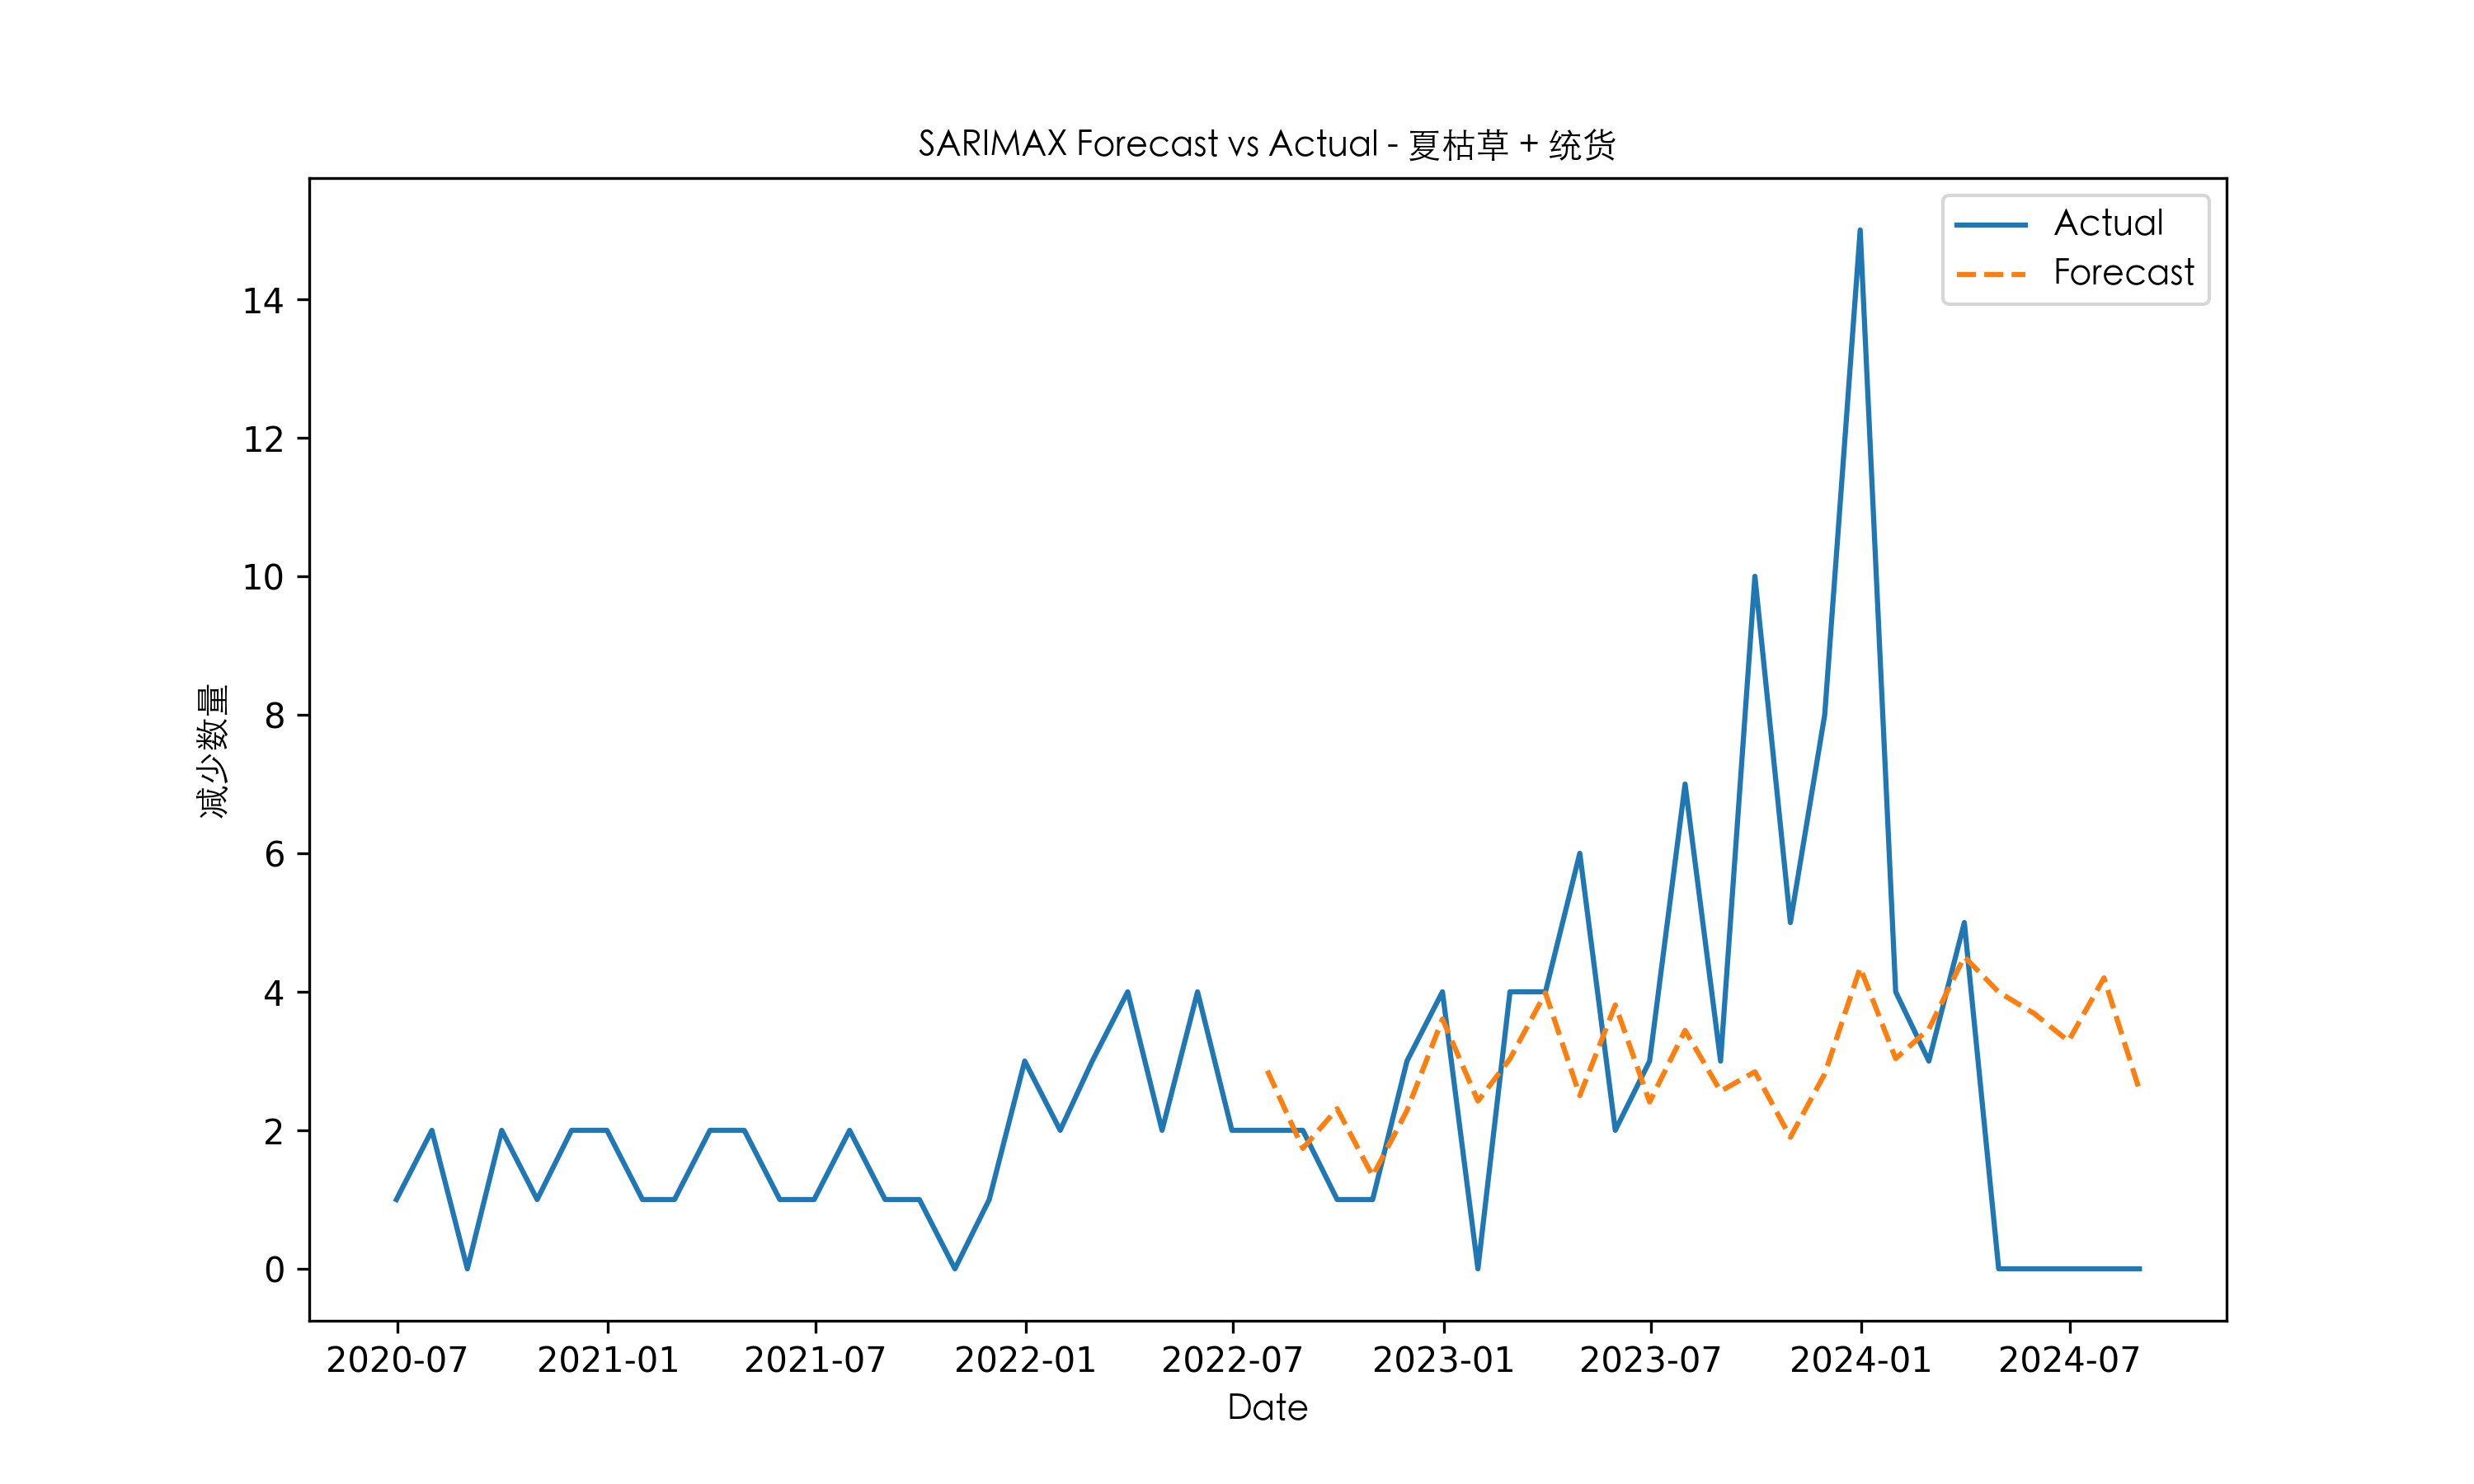 SARIMAX Forecast vs Actual - 夏枯草 + 统货
Actual
Forecast
减少数量
14
12
10
8
6
4
2
0
2020-07 2021-01 2021-07 2022-01 2022-07 2023-01 2023-07 2024-01 2024-07
Date